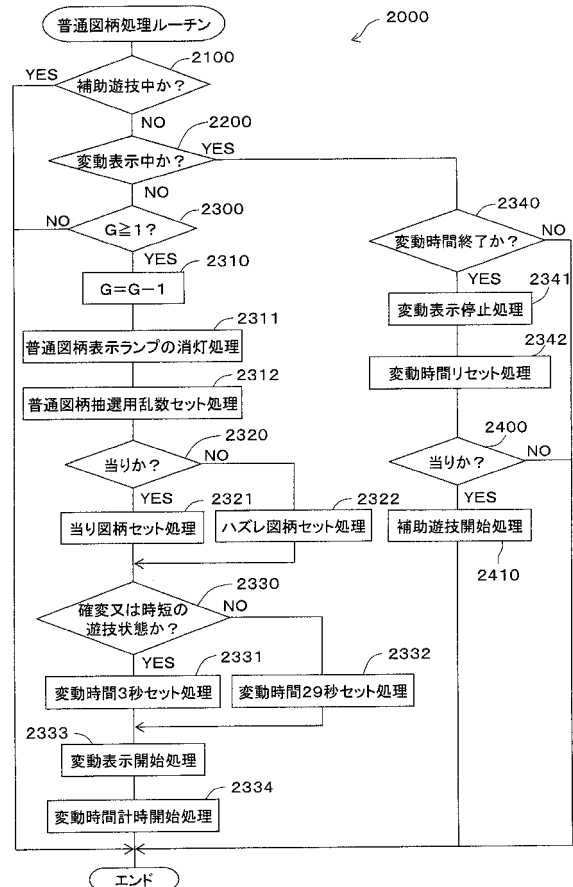 普通図柄処理ルーチン
2000
2100
YES
補助遊技中か？
NO
2200
変動表示中か？
YES
NO
2300
NO
G≧1？
YES
2310
G＝G－1
2311
普通図柄表示ランプの消灯処理
2312
普通図柄抽選用乱数セット処理
2320
当りか？
NO
YES
2321
当り図柄セット処理
2322
ハズレ図柄セット処理
2330
確変又は時短の
遊技状態か？
NO
YES
2331
変動時間3秒セット処理
2332
変動時間29秒セット処理
2333
変動表示開始処理
2334
変動時間計時開始処理
エンド
2340
変動時間終了か？
NO
YES
2341
変動表示停止処理
2342
変動時間リセット処理
2400
当りか？
NO
YES
補助遊技開始処理
2410